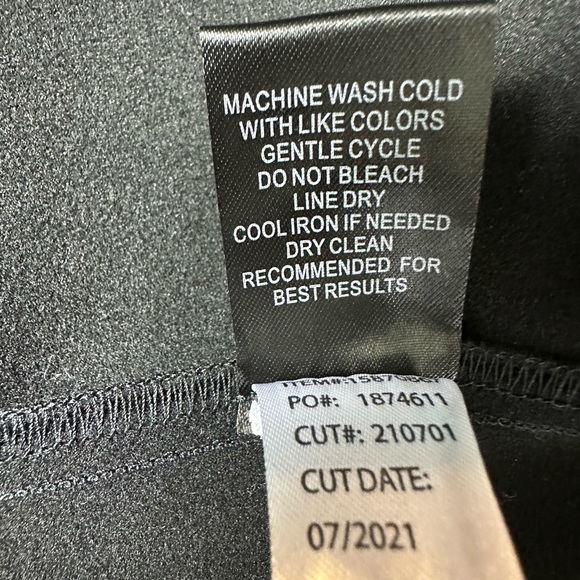 MACHINE WASH COLD
WITH LIKE COLORS
GENTLE CYCLE
DO NOT BLEACH
LINE DRY
COOL IRON IF NEEDED
DRY CLEAN
RECOMMENDED FOR
BEST RESULTS
PO#: 1874611
CUT#: 210701
CUT DATE:
07/2021